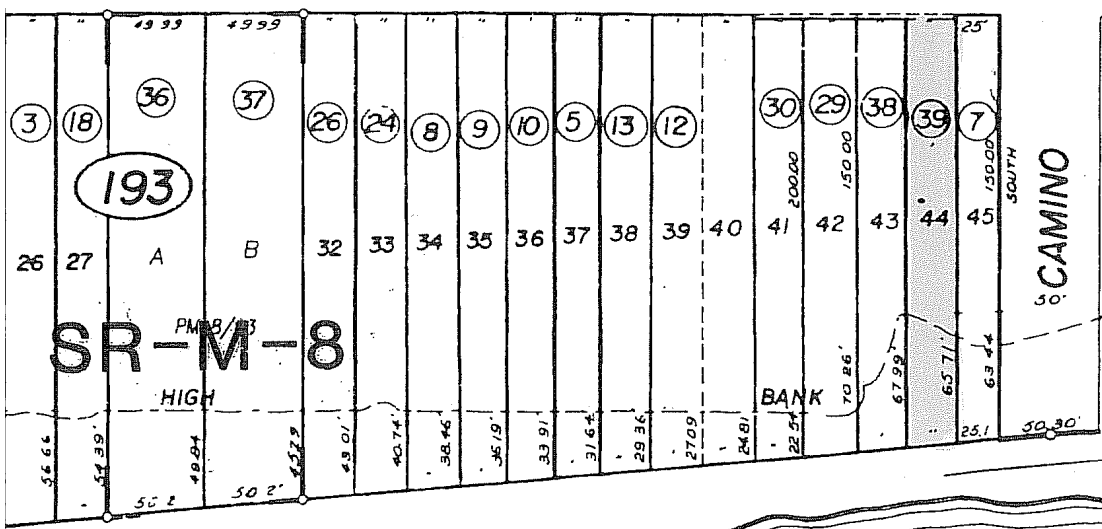 49.99 49.99 25'
3 18 36 37 26 24 8 9 10 5 13 12 30 29 38 39 7
193
200.00 150.00 150.00 SOUTH
CAMINO
26 27 A B 32 33 34 35 36 37 38 39 40 41 42 43 44 45
50'
SR-M-8
HIGH BANK
56.66 54.39' 49.84 45.29 43.01' 40.74' 38.46' 36.19' 33.91 31.64 29.36 27.09 24.81 22.54 70.26' 67.99' 65.71' 63.44
50.2 50.2' 25.1 50.30'